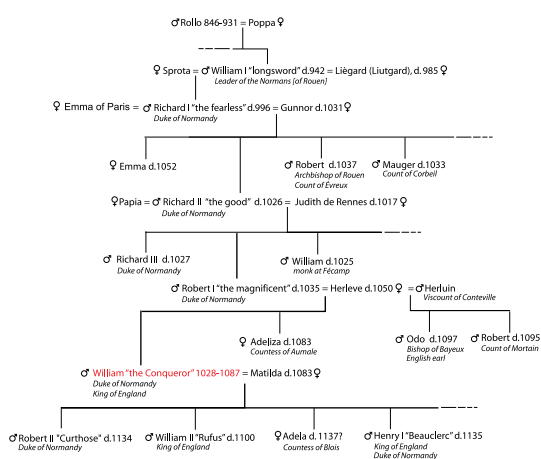 ♂Rollo 846-931 = Poppa♀
♀ Sprota = ♂ William I "longsword" d.942 = Liègard (Liutgard), d. 985 ♀
Leader of the Normans [of Rouen]
♀ Emma of Paris = ♂ Richard I "the fearless" d.996 = Gunnor d.1031♀
Duke of Normandy
♀ Emma d.1052
♂ Robert d.1037
Archbishop of Rouen
Count of Évreux
♂ Mauger d.1033
Count of Corbeil
♀Papia = ♂ Richard II "the good" d.1026 = Judith de Rennes d.1017 ♀
Duke of Normandy
♂ Richard III d.1027
Duke of Normandy
♂ William d.1025
monk at Fécamp
♂ Robert I "the magnificent" d.1035 = Herleve d.1050 ♀ = ♂ Herluin
Duke of Normandy
Viscount of Conteville
♀ Adeliza d.1083
Countess of Aumale
♂ Odo d.1097
Bishop of Bayeux
English earl
♂ Robert d.1095
Count of Mortain
♂ William "the Conqueror" 1028-1087 = Matilda d.1083♀
Duke of Normandy
King of England
♂Robert II "Curthose" d.1134
Duke of Normandy
♂ William II "Rufus" d.1100
King of England
♀ Adela d. 1137?
Countess of Blois
♂Henry I "Beauclerc" d.1135
King of England
Duke of Normandy